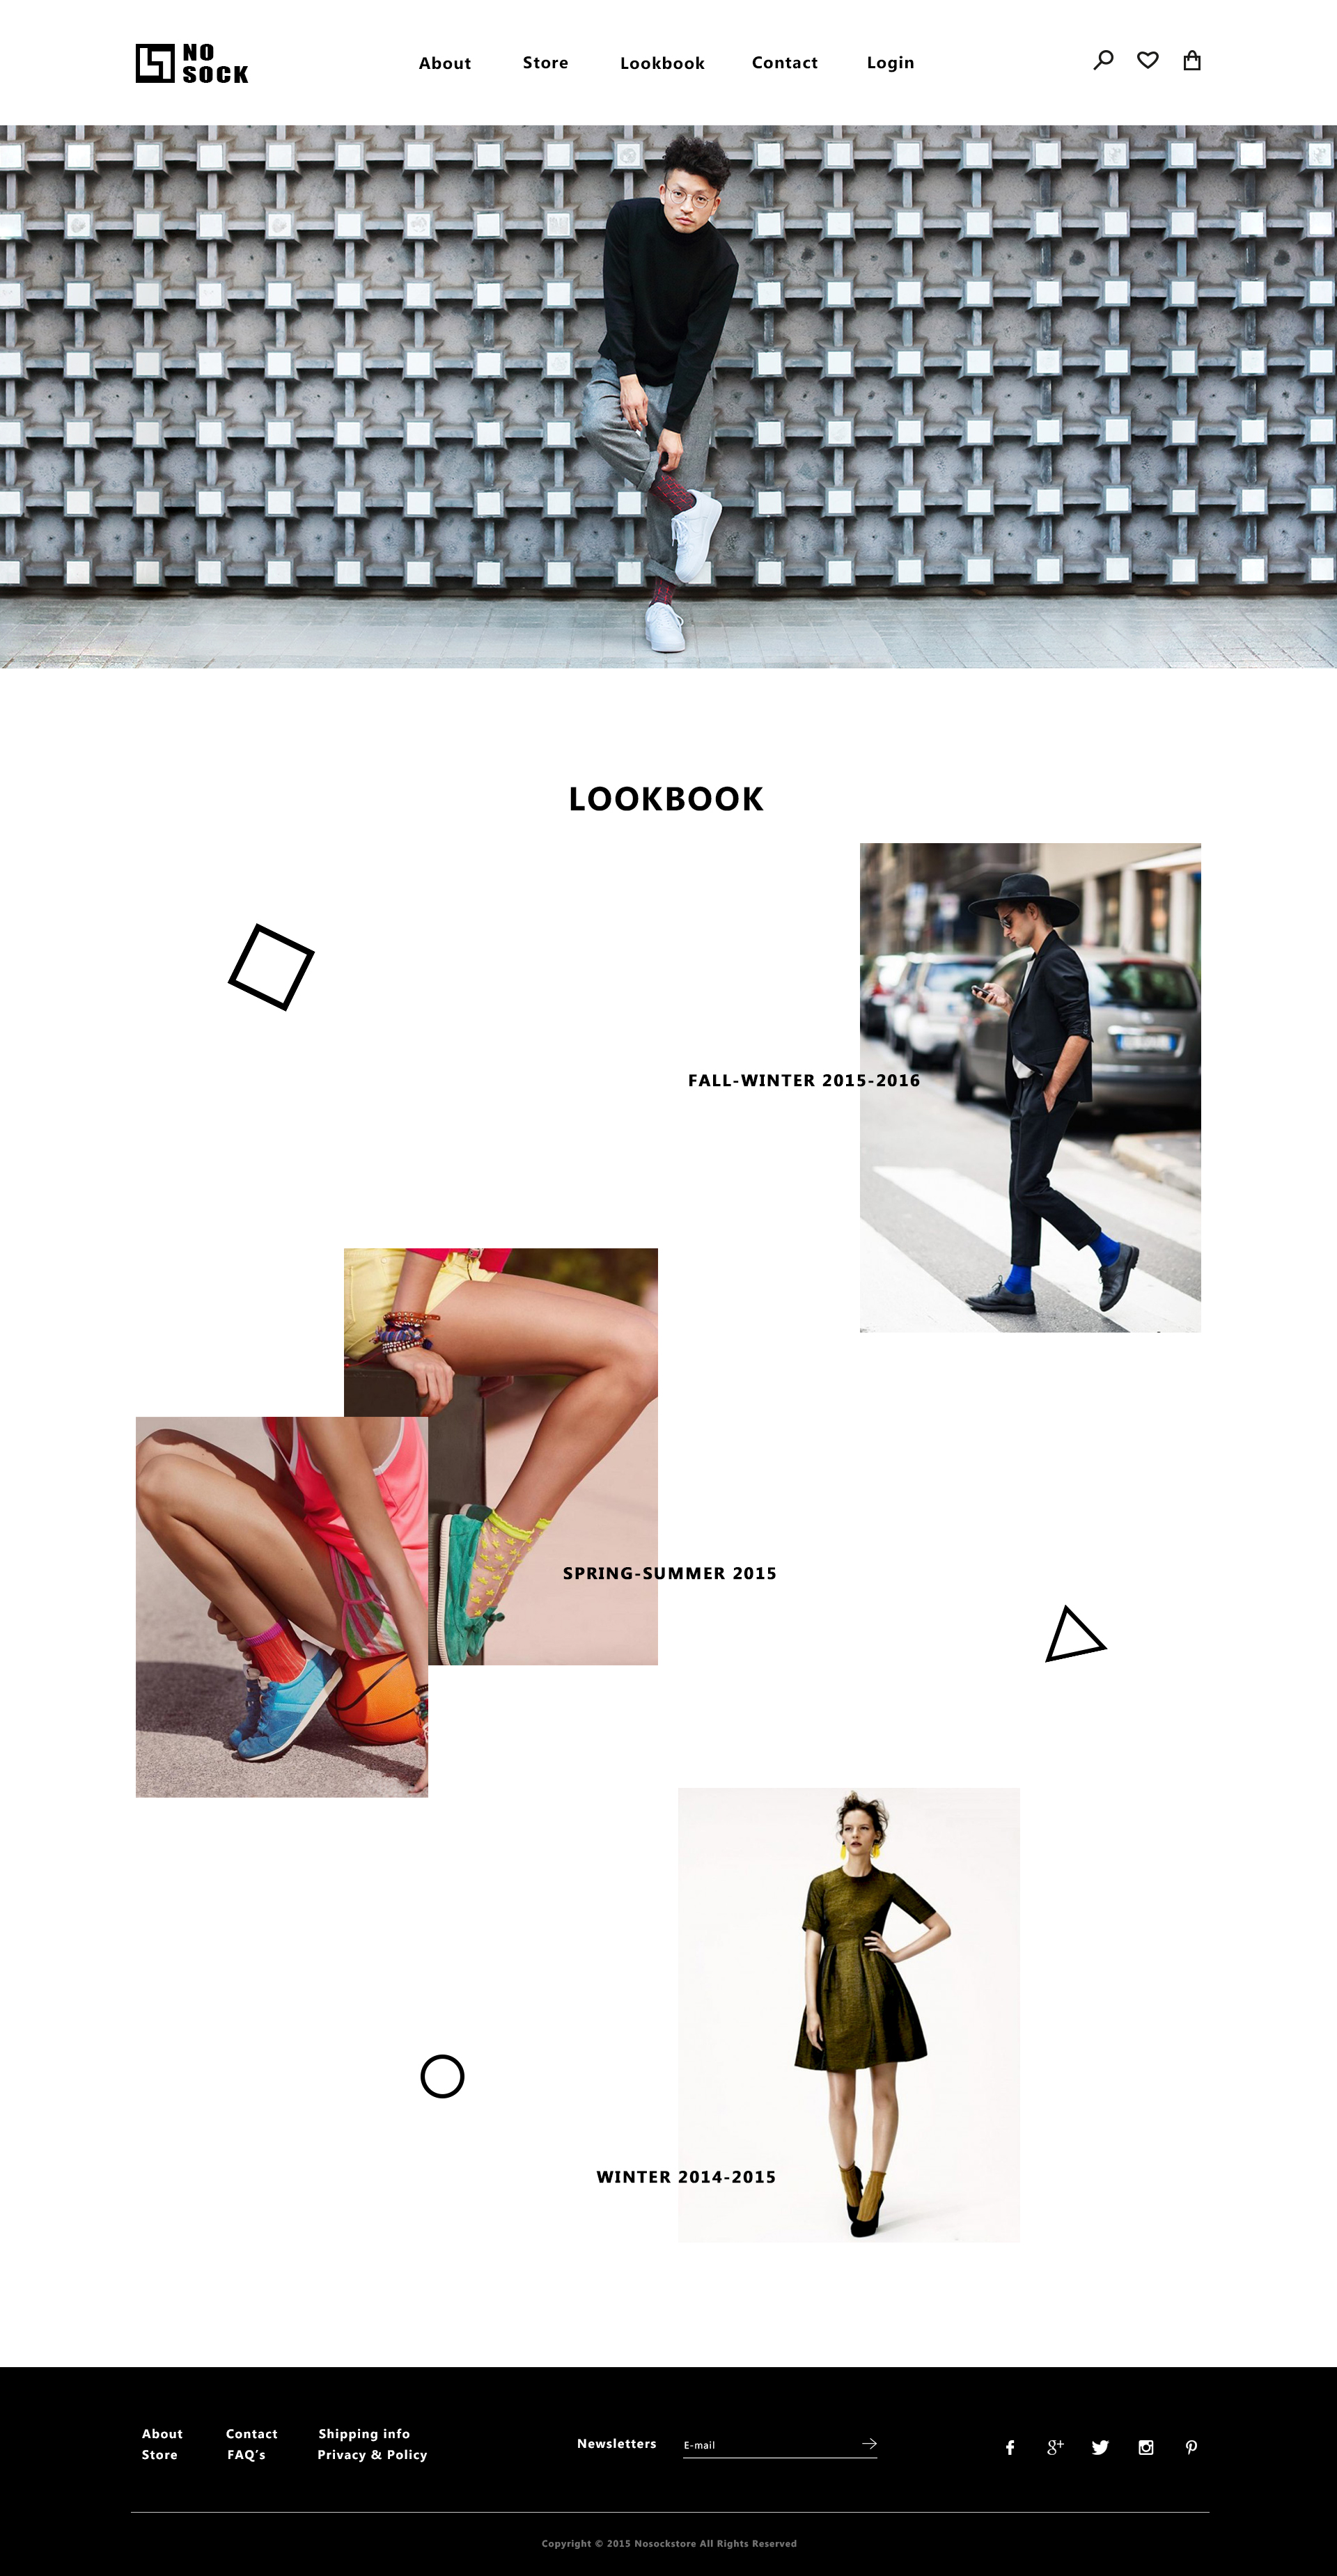 NO
SOCK
About Store Lookbook Contact Login
LOOKBOOK
FALL-WINTER 2015-2016
SPRING-SUMMER 2015
WINTER 2014-2015
About Contact Shipping info
Store FAQ's Privacy & Policy
Newsletters E-mail
Copyright © 2015 Nosockstore All Rights Reserved